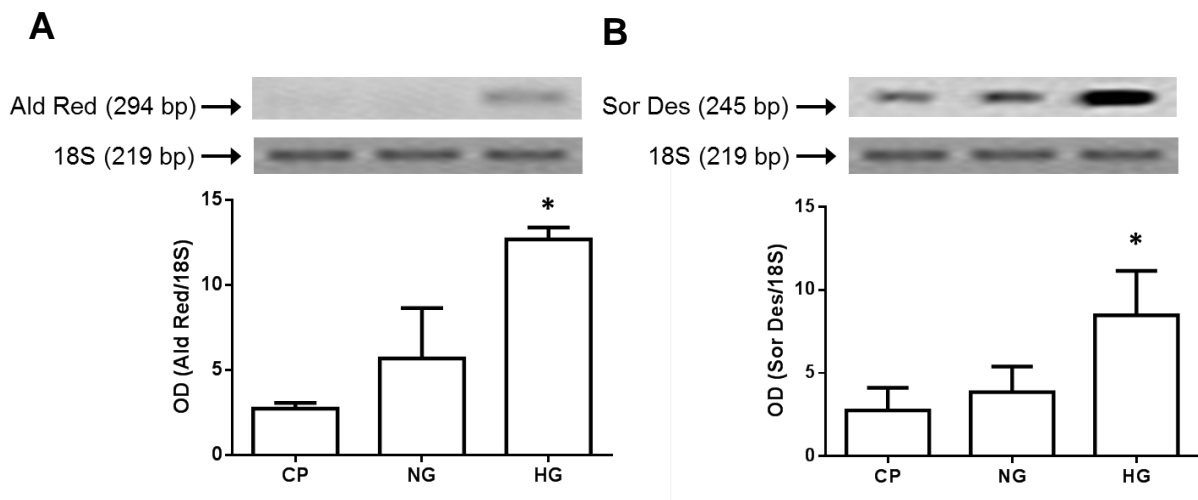 A
Ald Red (294 bp)
18S (219 bp)
15
10
5
0
OD (Ald Red/18S)
*
CP NG HG
B
Sor Des (245 bp)
18S (219 bp)
15
10
5
0
OD (Sor Des/18S)
*
CP NG HG